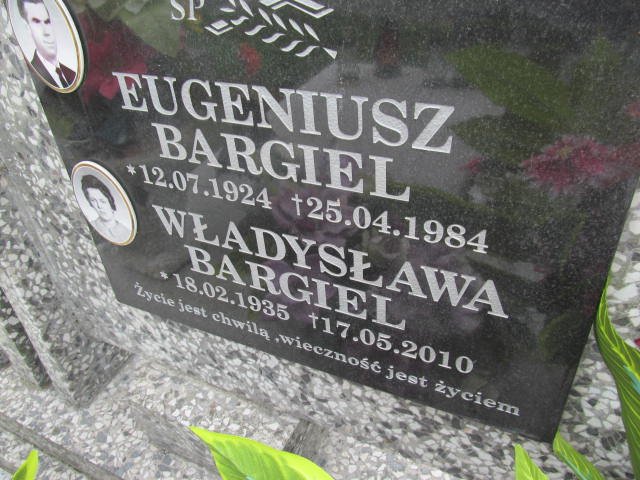 SP
EUGENIUSZ
BARGIEL
*12.07.1924 †25.04.1984
WŁADYSŁAWA
BARGIEL
*18.02.1935 †17.05.2010
Życie jest chwilą ,wieczność jest życiem